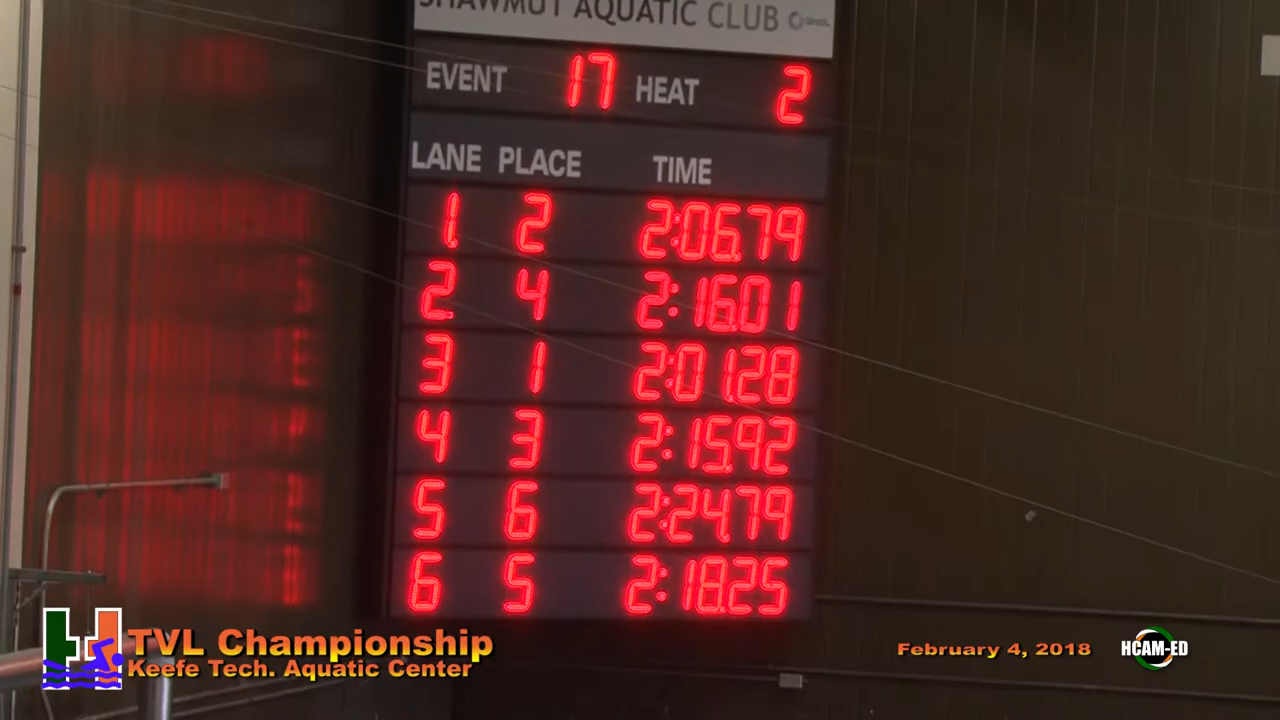 SHAWMUT AQUATIC CLUB
EVENT 17 HEAT 2
LANE PLACE TIME
1 2 2:06.79
2 4 2:16.01
3 1 2:01.28
4 3 2:15.92
5 6 2:24.79
6 5 2:18.25
TVL Championship
Keefe Tech. Aquatic Center
February 4, 2018
HCAM-ED